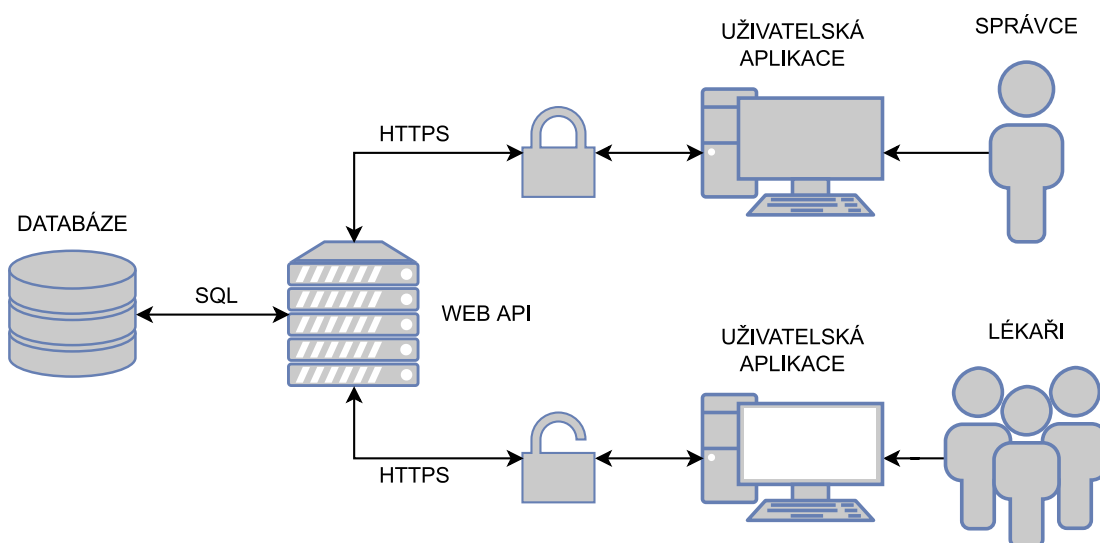 UŽIVATELSKÁ
APLIKACE
SPRÁVCE
HTTPS
DATABÁZE
SQL
WEB API
UŽIVATELSKÁ
APLIKACE
LÉKAŘI
HTTPS